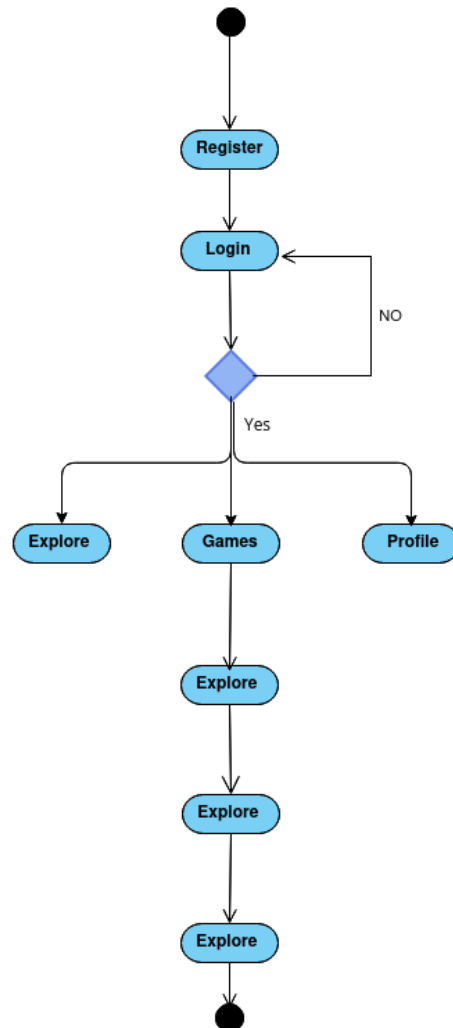 Register
Login
NO
Yes
Explore
Games
Profile
Explore
Explore
Explore